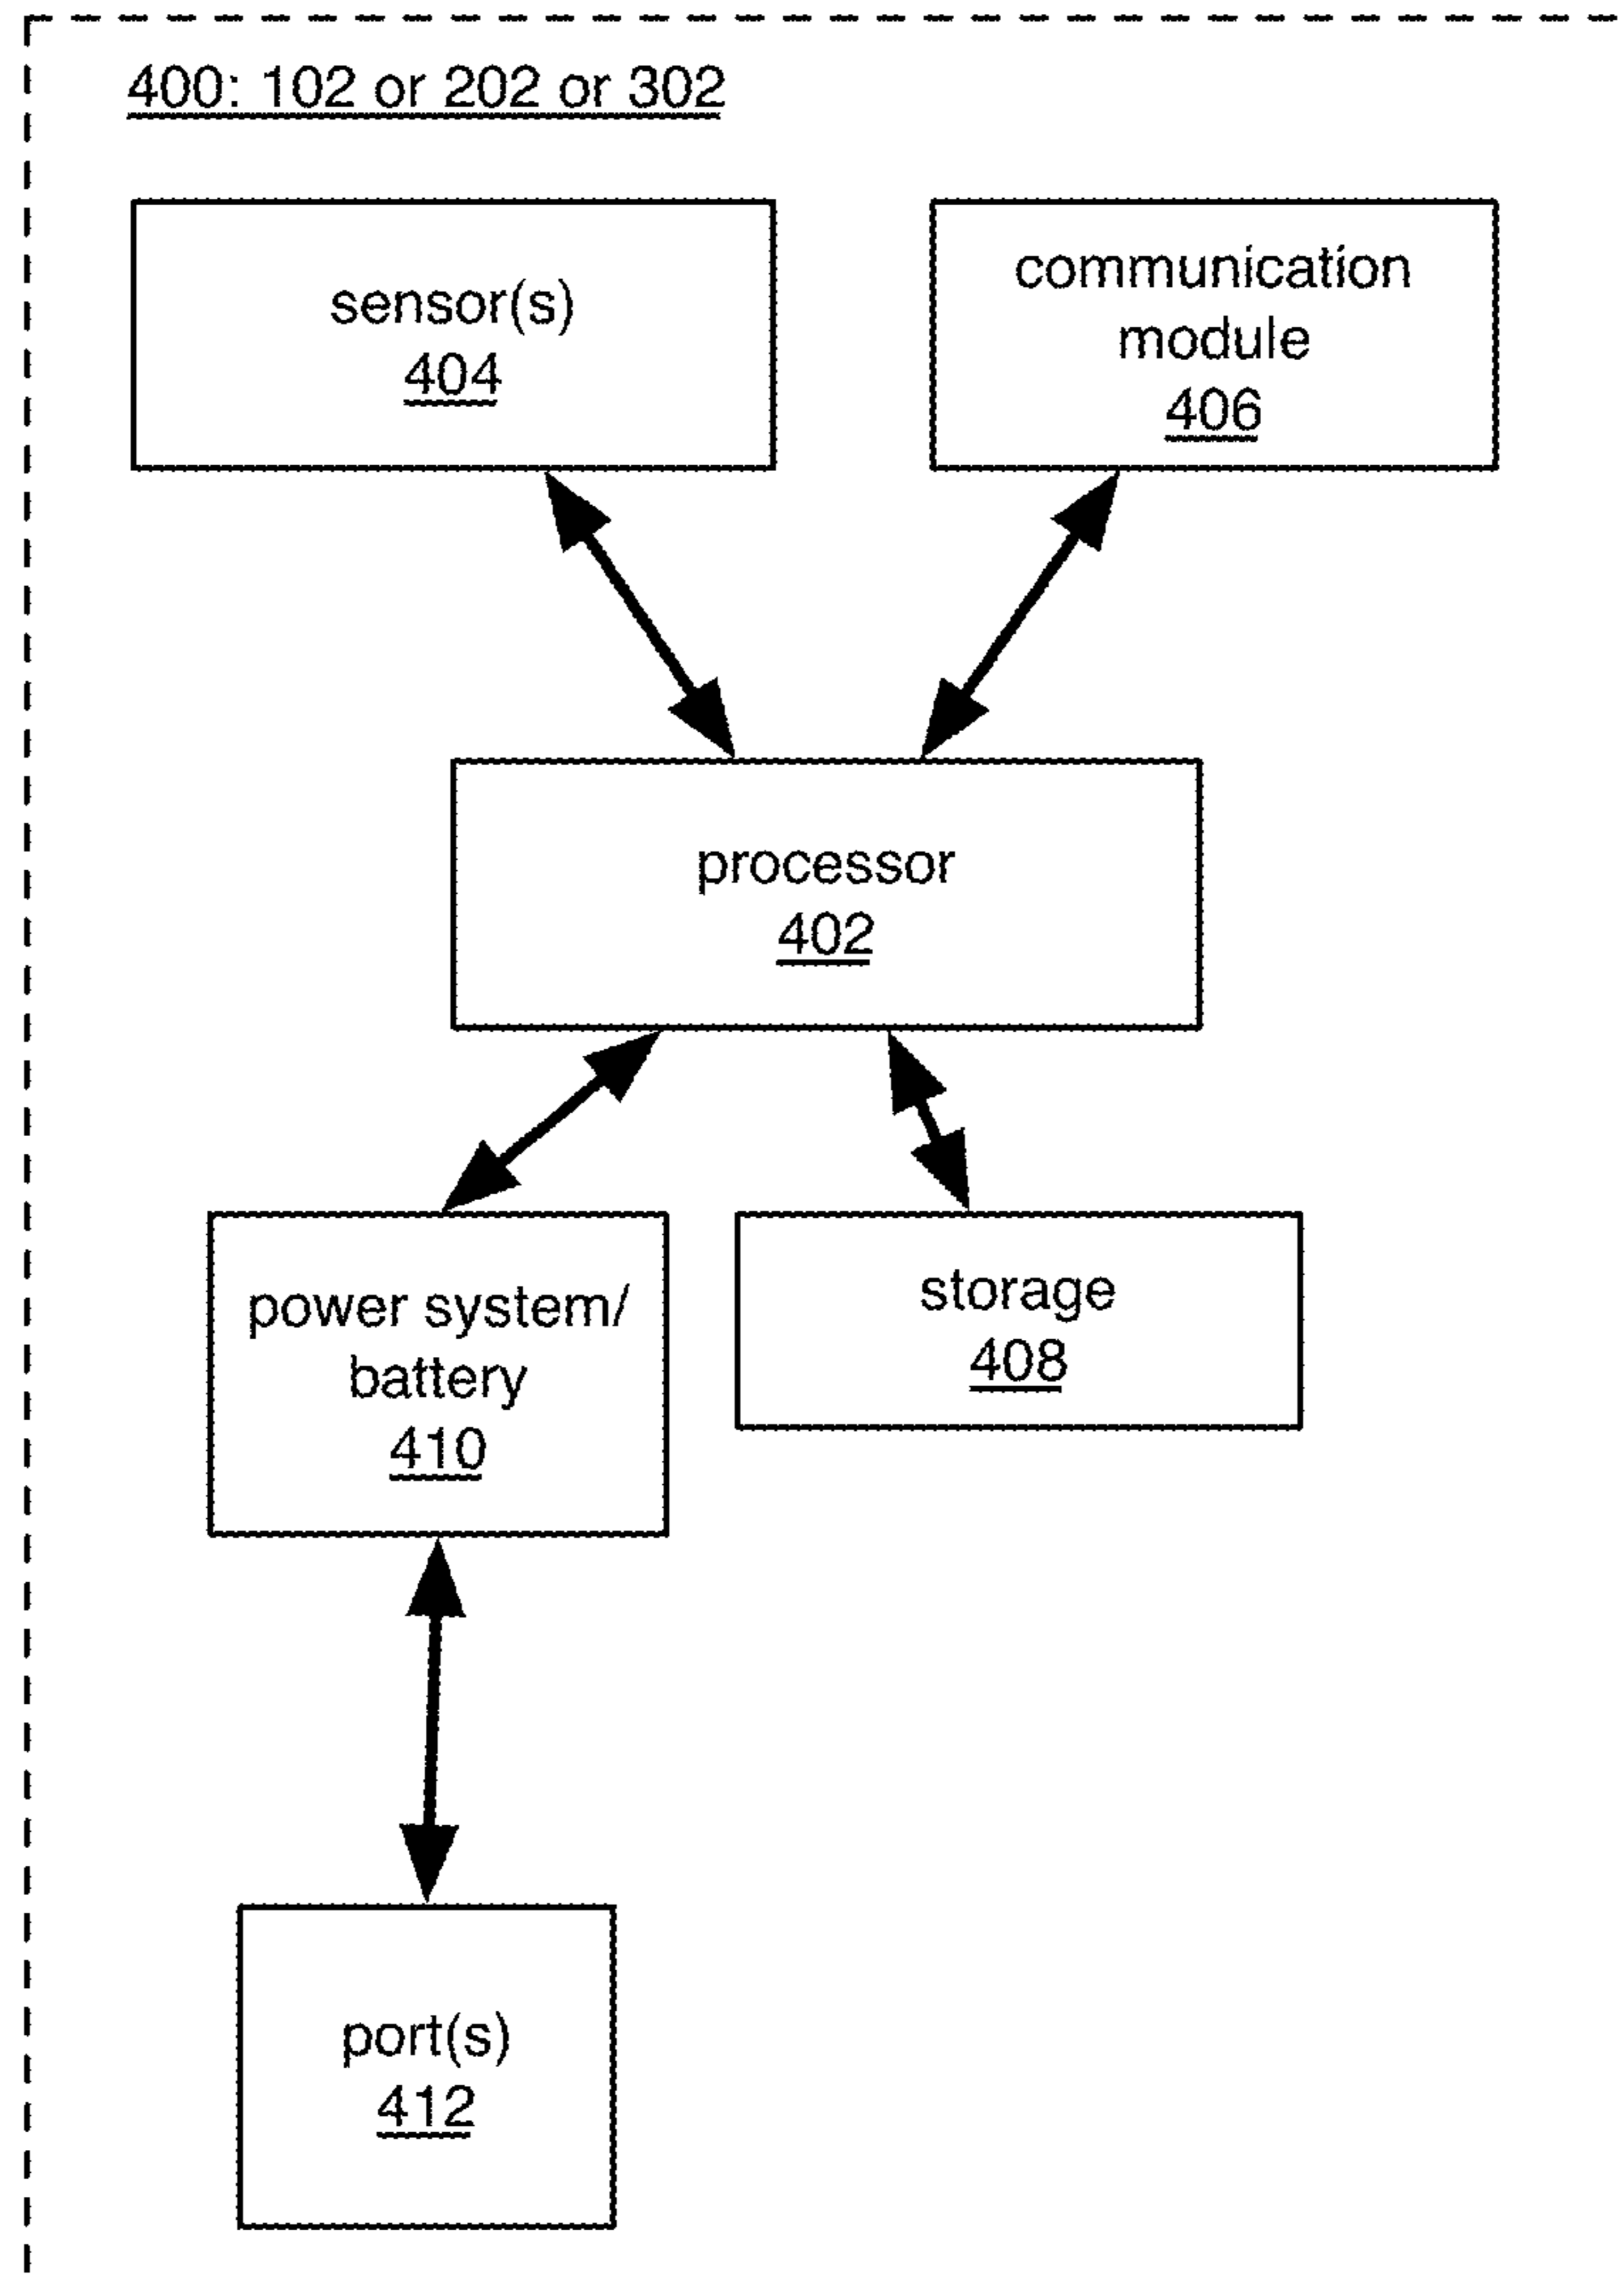 400: 102 or 202 or 302
sensor(s)
404
communication
module
406
processor
402
power system/
battery
410
storage
408
port(s)
412